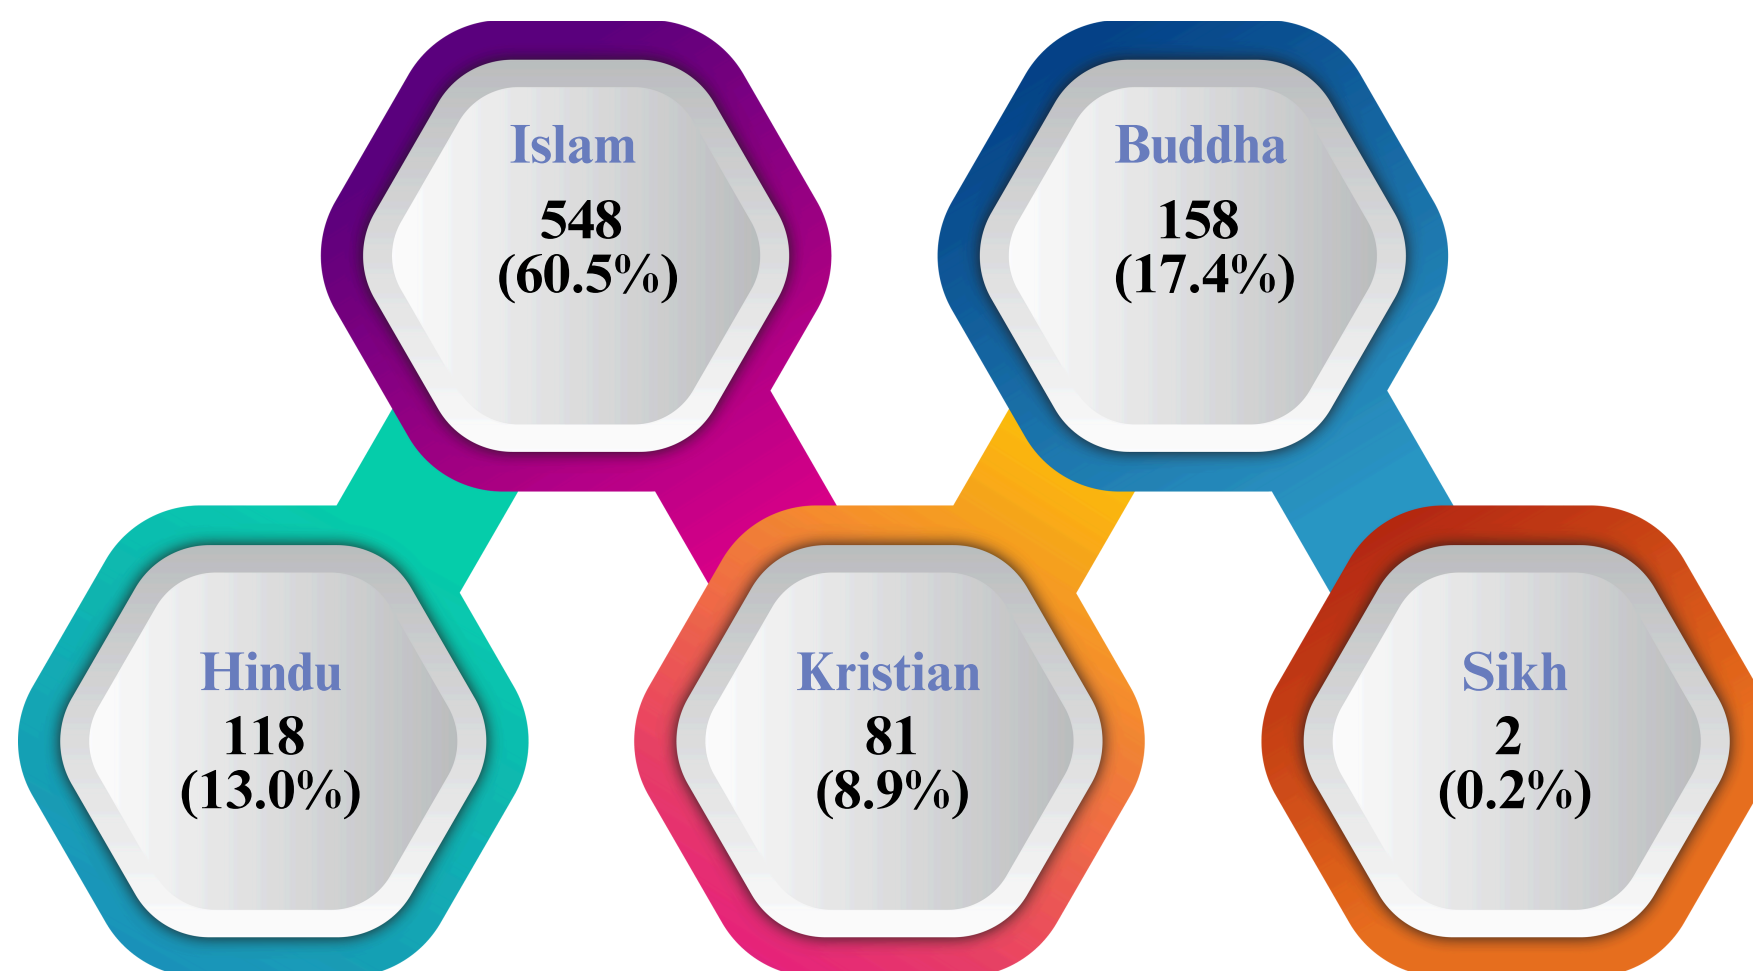 Islam
548
(60.5%)
Buddha
158
(17.4%)
Hindu
118
(13.0%)
Kristian
81
(8.9%)
Sikh
2
(0.2%)